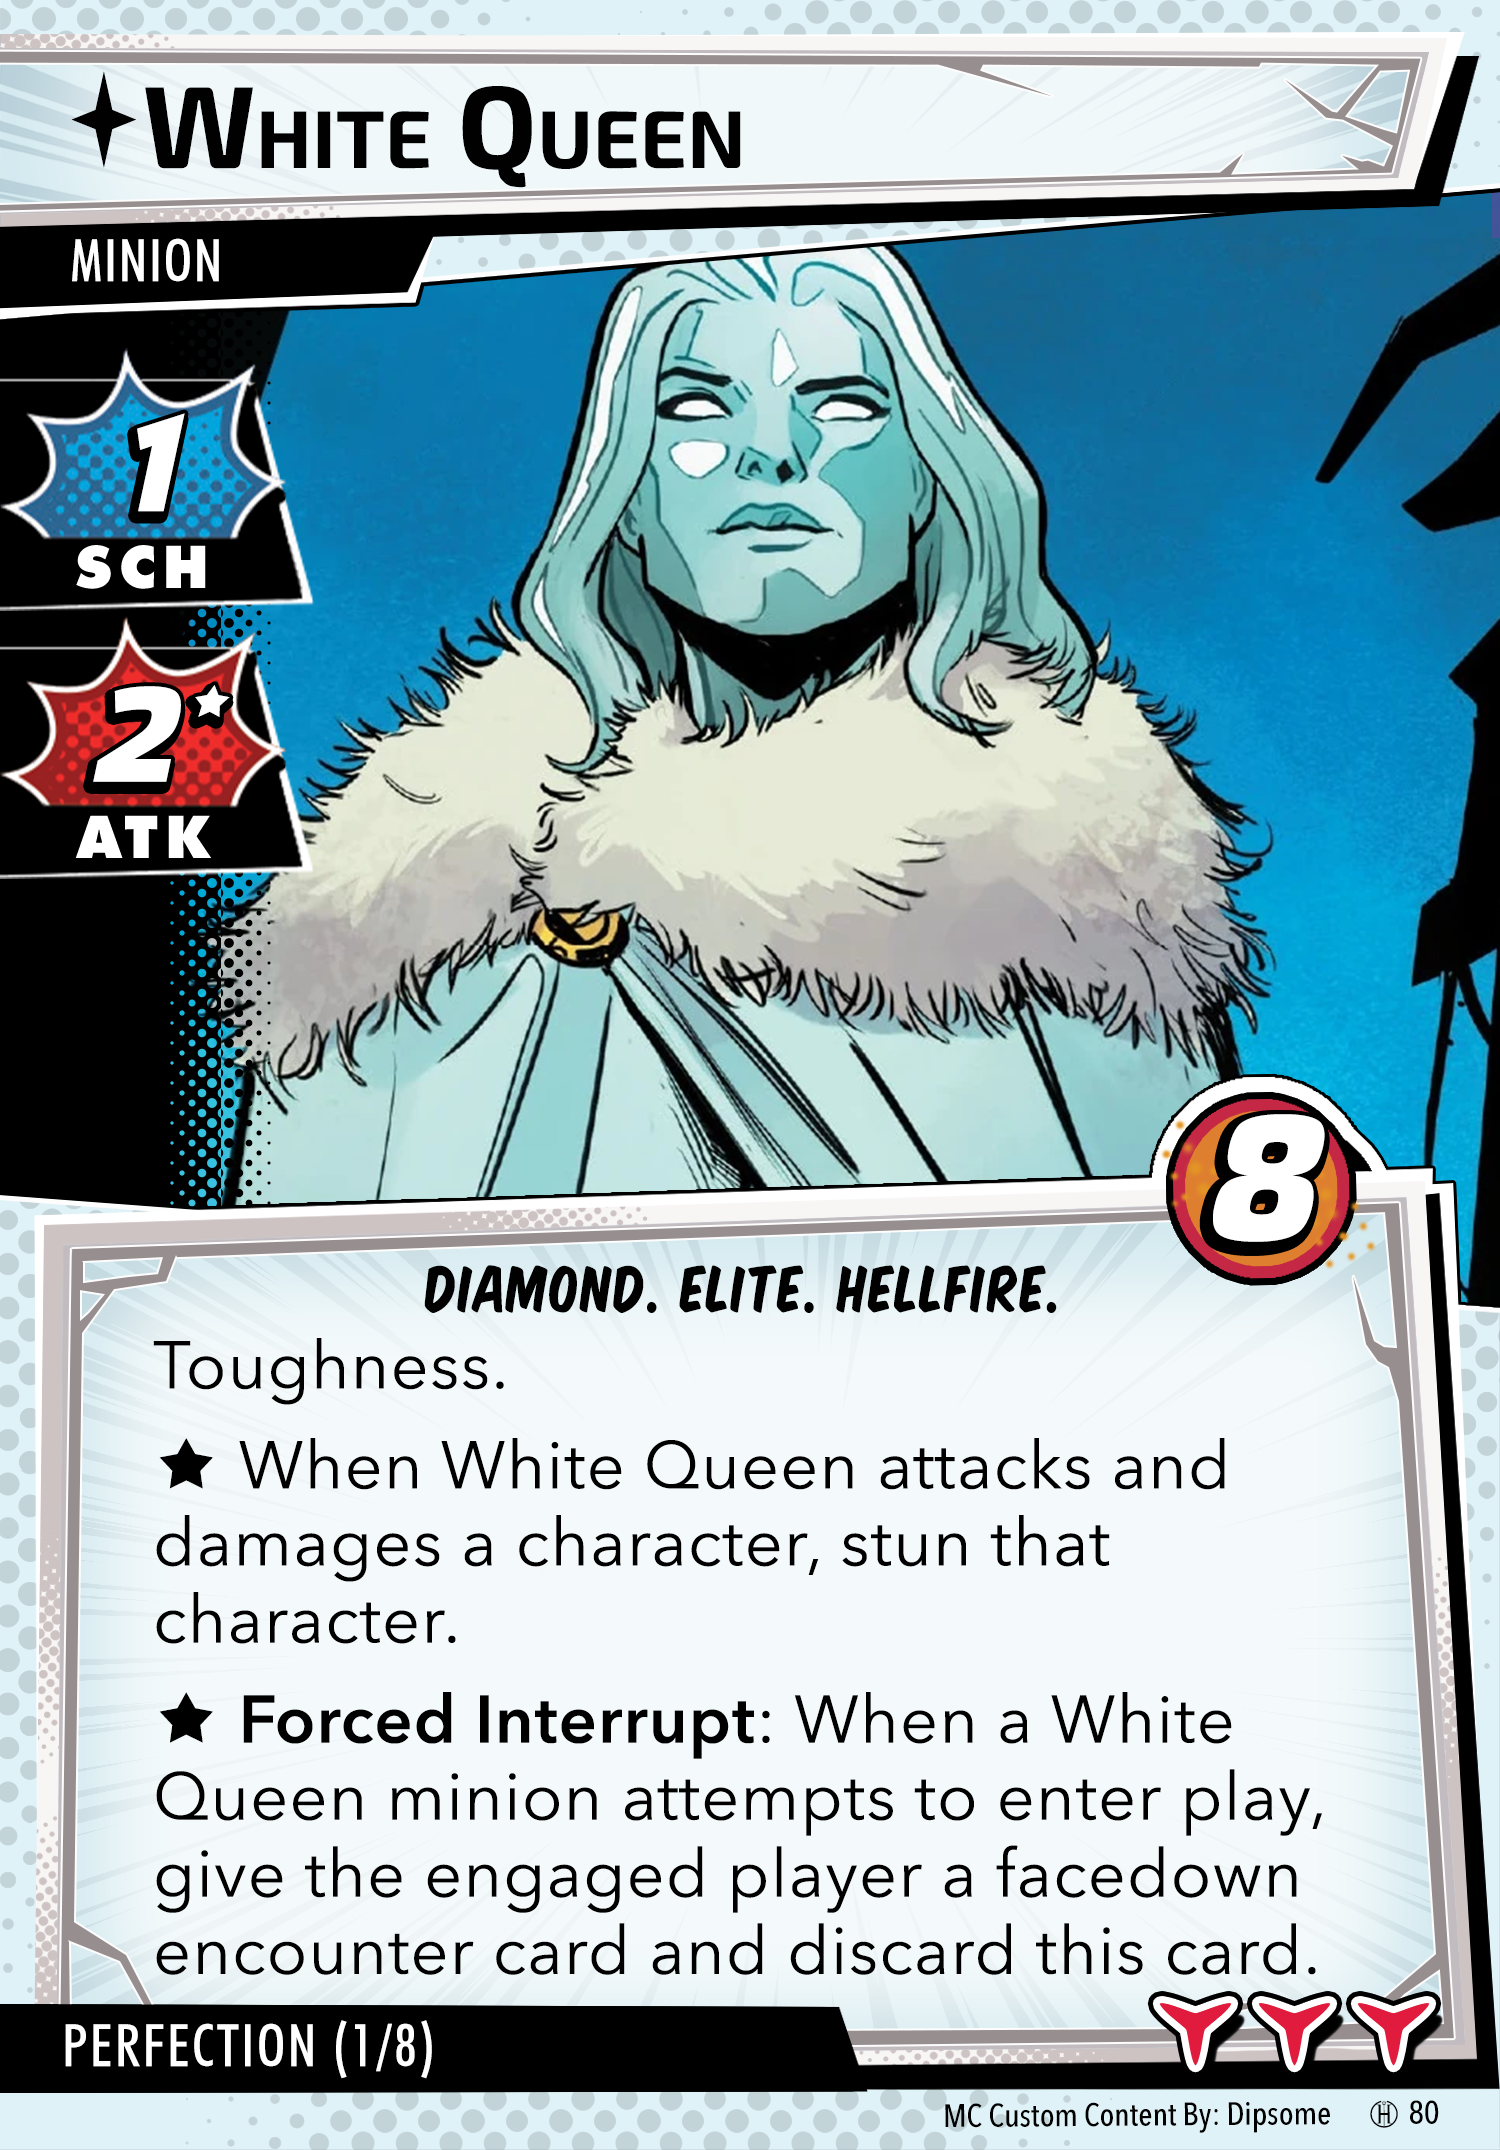 White Queen
MINION
1
SCH
2
ATK
8
DIAMOND. ELITE. HELLFIRE.
Toughness.
★ When White Queen attacks and
damages a character, stun that
character.
★ Forced Interrupt: When a White
Queen minion attempts to enter play,
give the engaged player a facedown
encounter card and discard this card.
PERFECTION (1/8)
MC Custom Content By: Dipsome H 80